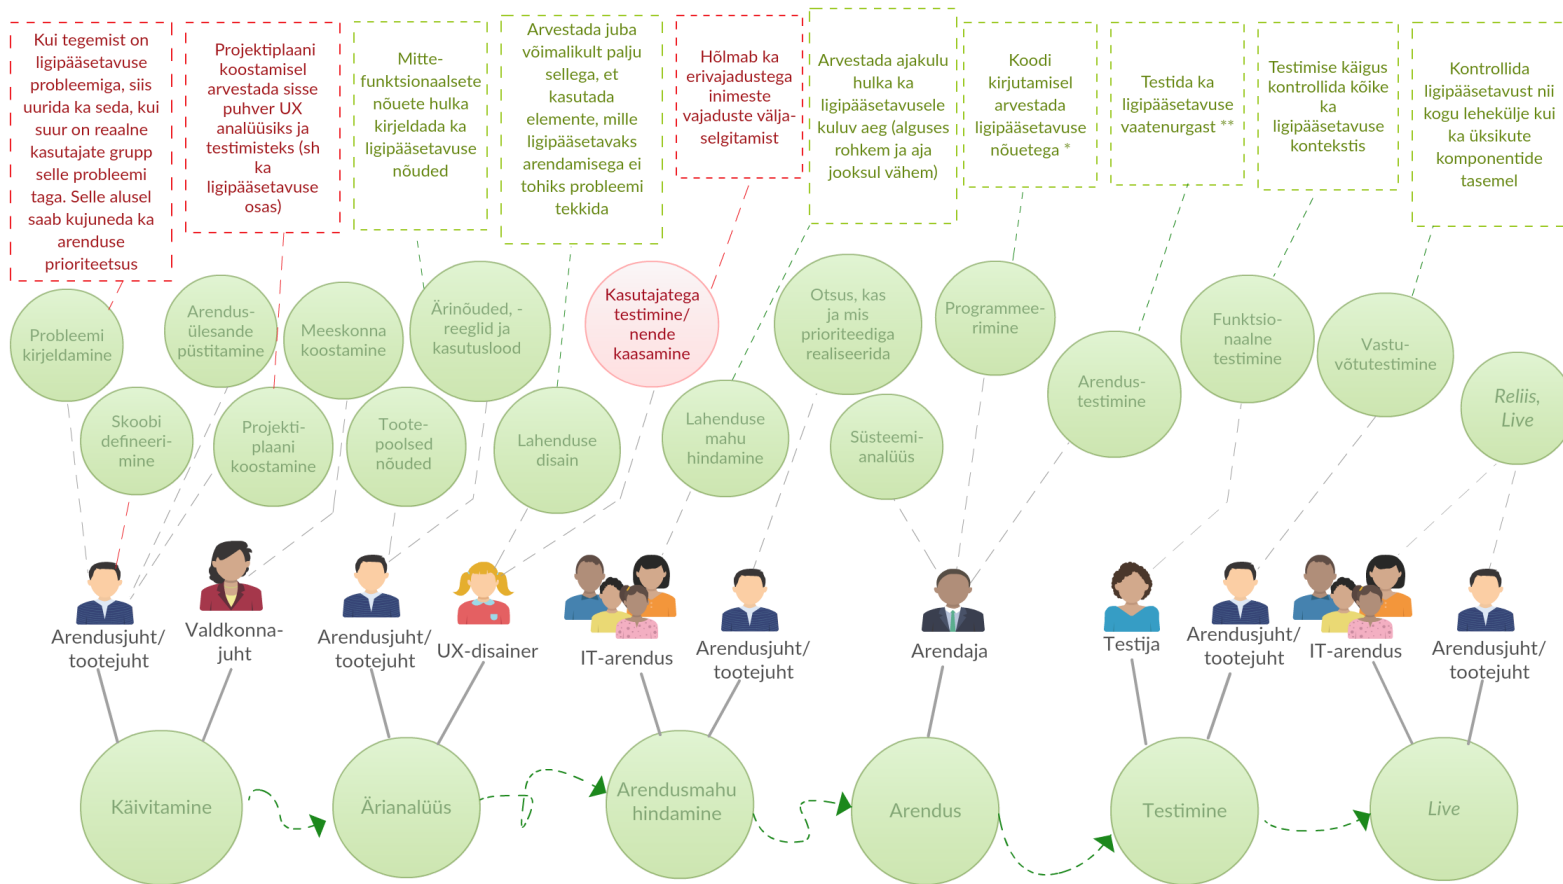 Kui tegemist on
ligipääsetavuse
probleemiga, siis
uurida ka seda, kui
suur on reaalne
kasutajate grupp
selle probleemi
taga. Selle alusel
saab kujuneda ka
arenduse
prioriteetsus
Projektiplaani
koostamisel
arvestada sisse
puhver UX
analüüsiks ja
testimisteks (sh
ka
ligipääsetavuse
osas)
Mitte-
funktsionaalsete
nõuete hulka
kirjeldada ka
ligipääsetavuse
nõuded
Arvestada juba
võimalikult palju
sellega, et
kasutada
elemente, mille
ligipääsetavaks
arendamisega ei
tohiks probleemi
tekkida
Hõlmab ka
erivajadustega
inimeste
vajaduste välja-
selgitamist
Arvestada ajakulu
hulka ka
ligipääsetavusele
kuluv aeg (alguses
rohkem ja aja
jooksul vähem)
Koodi
kirjutamisel
arvestada
ligipääsetavuse
nõuetega *
Testida ka
ligipääsetavuse
vaatenurgast **
Testimise käigus
kontrollida kõike
ka
ligipääsetavuse
kontekstis
Kontrollida
ligipääsetavust nii
kogu lehekülje kui
ka üksikute
komponentide
tasemel
Probleemi
kirjeldamine
Skoobi
defineeri-
mine
Arendus-
ülesande
püstitamine
Projekti-
plaani
koostamine
Meeskonna
koostamine
Toote-
poolsed
nõuded
Ärinõuded, -
reeglid ja
kasutuslood
Lahenduse
disain
Kasutajatega
testimine/
nende
kaasamine
Lahenduse
mahu
hindamine
Otsus, kas
ja mis
prioriteediga
realiseerida
Süsteemi-
analüüs
Programmee-
rimine
Arendus-
testimine
Funktsio-
naalne
testimine
Vastu-
võtutestimine
Reliis,
Live
Arendusjuht/
tootejuht
Valdkonna-
juht
Arendusjuht/
tootejuht
UX-disainer
IT-arendus
Arendusjuht/
tootejuht
Arendaja
Testija
Arendusjuht/
tootejuht
IT-arendus
Arendusjuht/
tootejuht
Käivitamine
Ärianalüüs
Arendusmahu
hindamine
Arendus
Testimine
Live